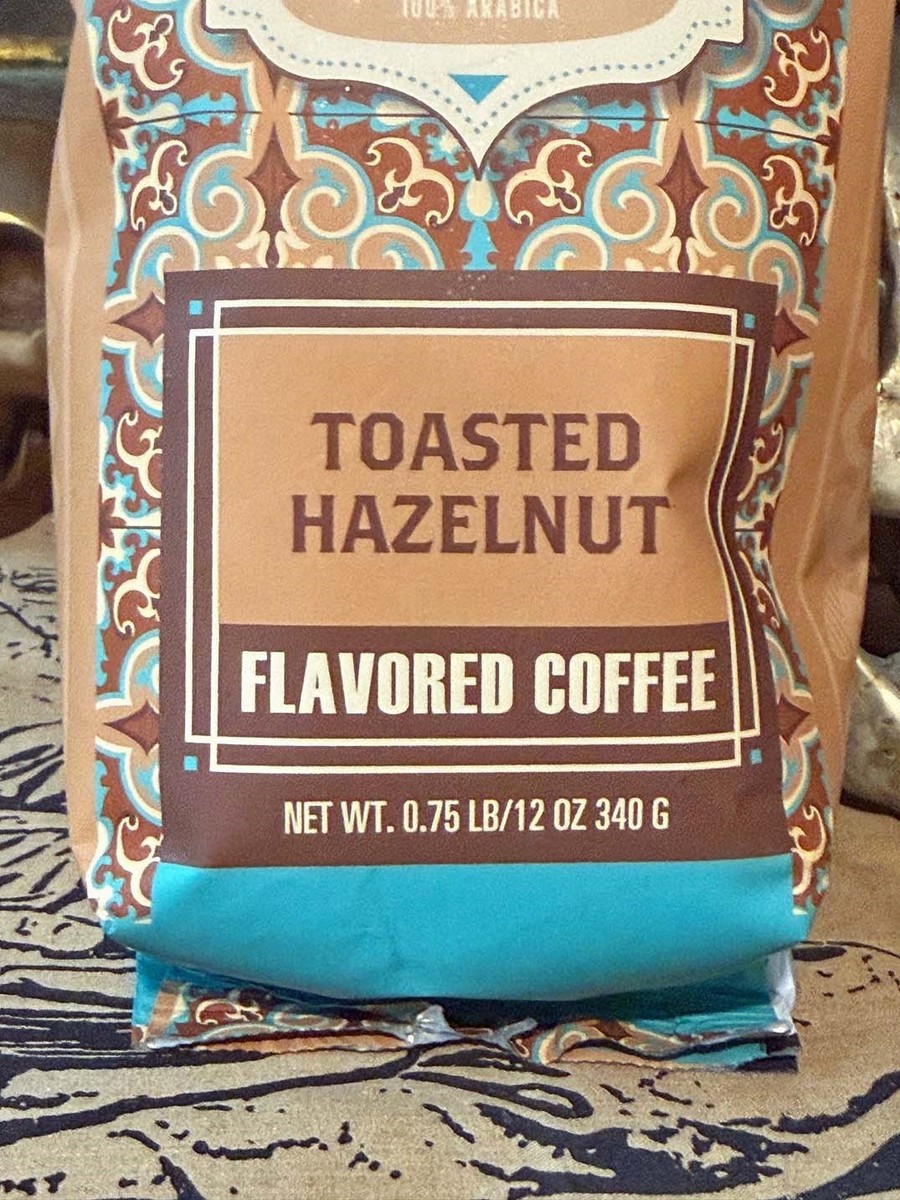 100% ARABICA
TOASTED
HAZELNUT
FLAVORED COFFEE
NET WT. 0.75 LB/12 OZ 340 G